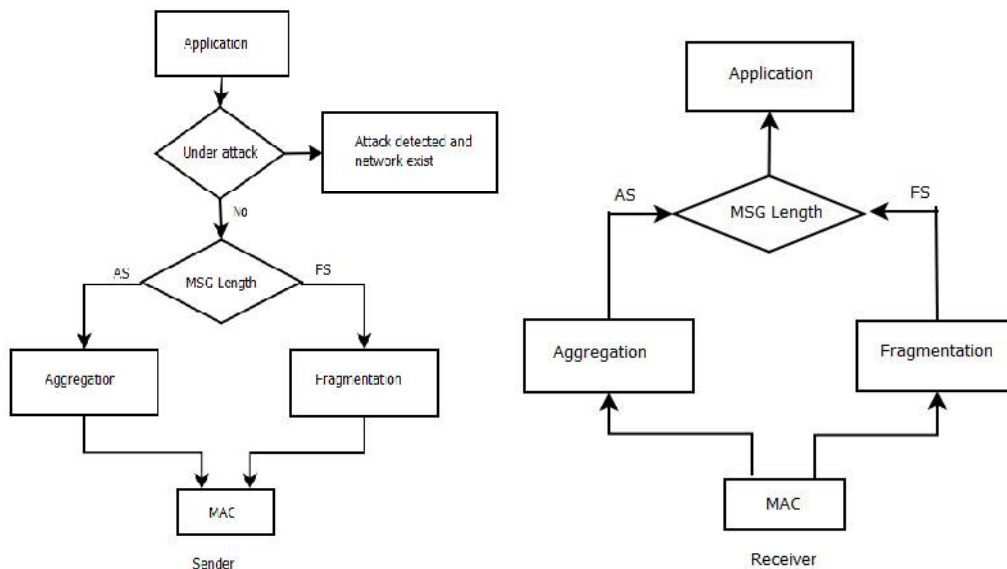 Application
Under attack
Attack detected and
network exist
No
MSG Length
AS
FS
Aggregation
Fragmentation
MAC
Sender
Application
AS
FS
MSG Length
Aggregation
Fragmentation
MAC
Receiver